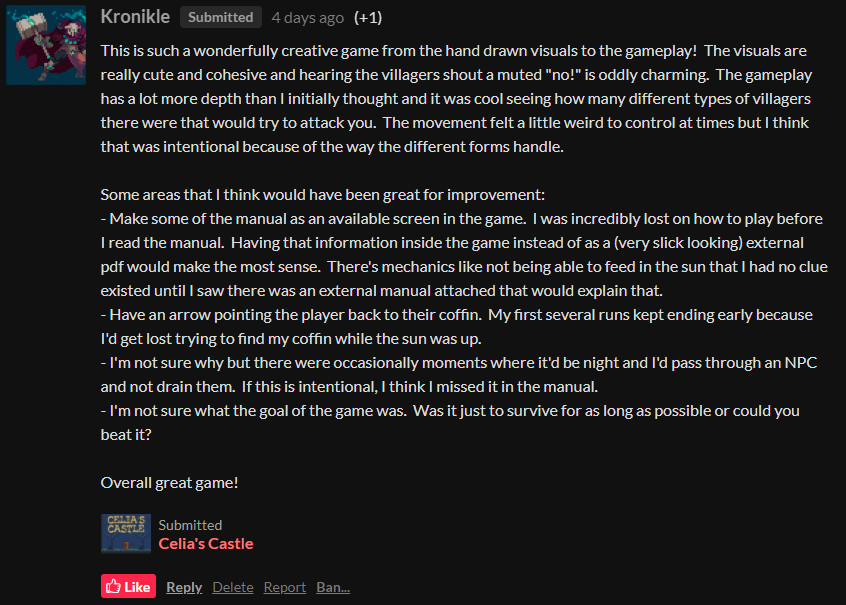 Kronikle Submitted 4 days ago (+1)
This is such a wonderfully creative game from the hand drawn visuals to the gameplay!  The visuals are
really cute and cohesive and hearing the villagers shout a muted "no!" is oddly charming.  The gameplay
has a lot more depth than I initially thought and it was cool seeing how many different types of villagers
there were that would try to attack you.  The movement felt a little weird to control at times but I think
that was intentional because of the way the different forms handle.
Some areas that I think would have been great for improvement:
- Make some of the manual as an available screen in the game.  I was incredibly lost on how to play before
I read the manual.  Having that information inside the game instead of as a (very slick looking) external
pdf would make the most sense.  There's mechanics like not being able to feed in the sun that I had no clue
existed until I saw there was an external manual attached that would explain that.
- Have an arrow pointing the player back to their coffin.  My first several runs kept ending early because
I'd get lost trying to find my coffin while the sun was up.
- I'm not sure why but there were occasionally moments where it'd be night and I'd pass through an NPC
and not drain them.  If this is intentional, I think I missed it in the manual.
- I'm not sure what the goal of the game was.  Was it just to survive for as long as possible or could you
beat it?
Overall great game!
CELIA'S
CASTLE
Submitted
Celia's Castle
Like Reply Delete Report Ban...